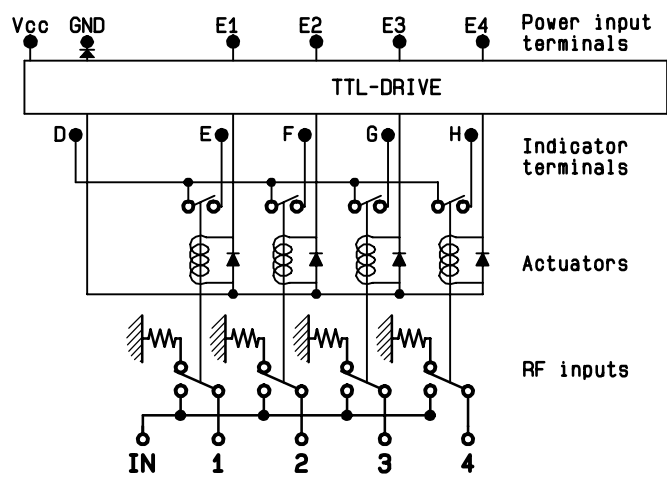 Vcc GND E1 E2 E3 E4 Power input
terminals
TTL-DRIVE
D E F G H
Indicator
terminals
Actuators
RF inputs
IN 1 2 3 4